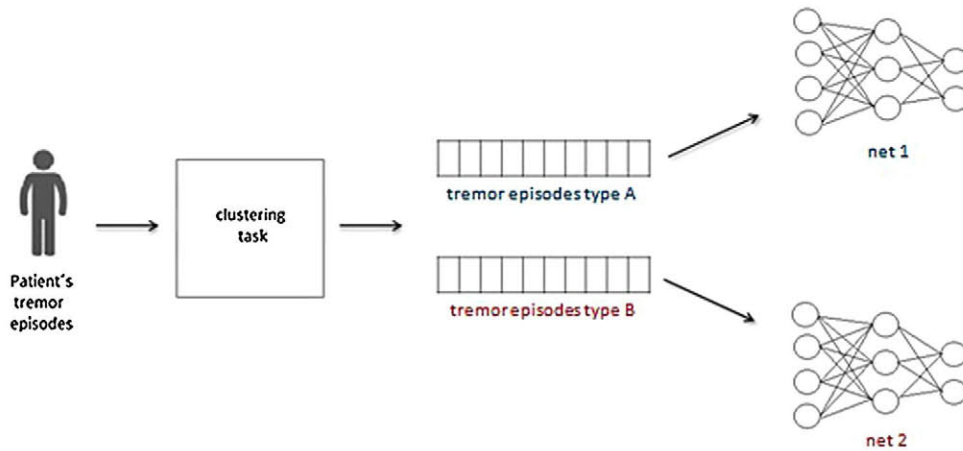 Patient´s
tremor
episodes
clustering
task
tremor episodes type A
tremor episodes type B
net 1
net 2